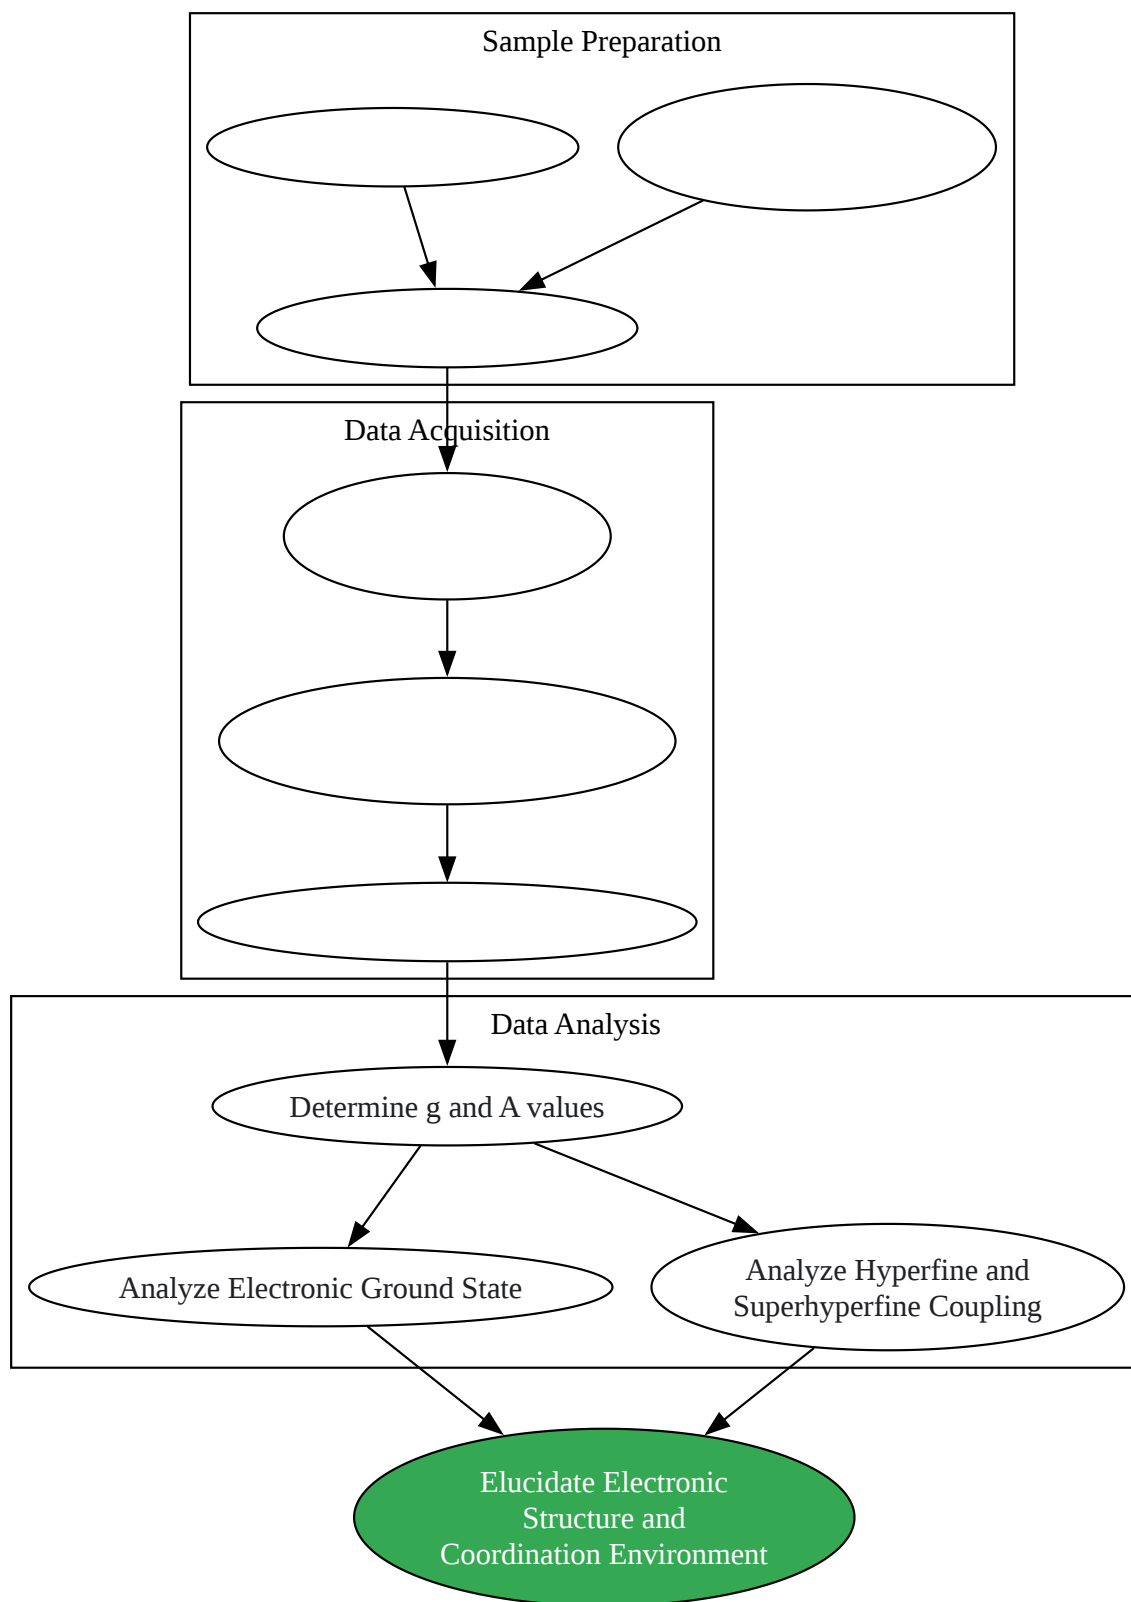 Sample Preparation
Data Acquisition
Data Analysis
Determine g and A values
Analyze Electronic Ground State
Analyze Hyperfine and
Superhyperfine Coupling
Elucidate Electronic
Structure and
Coordination Environment